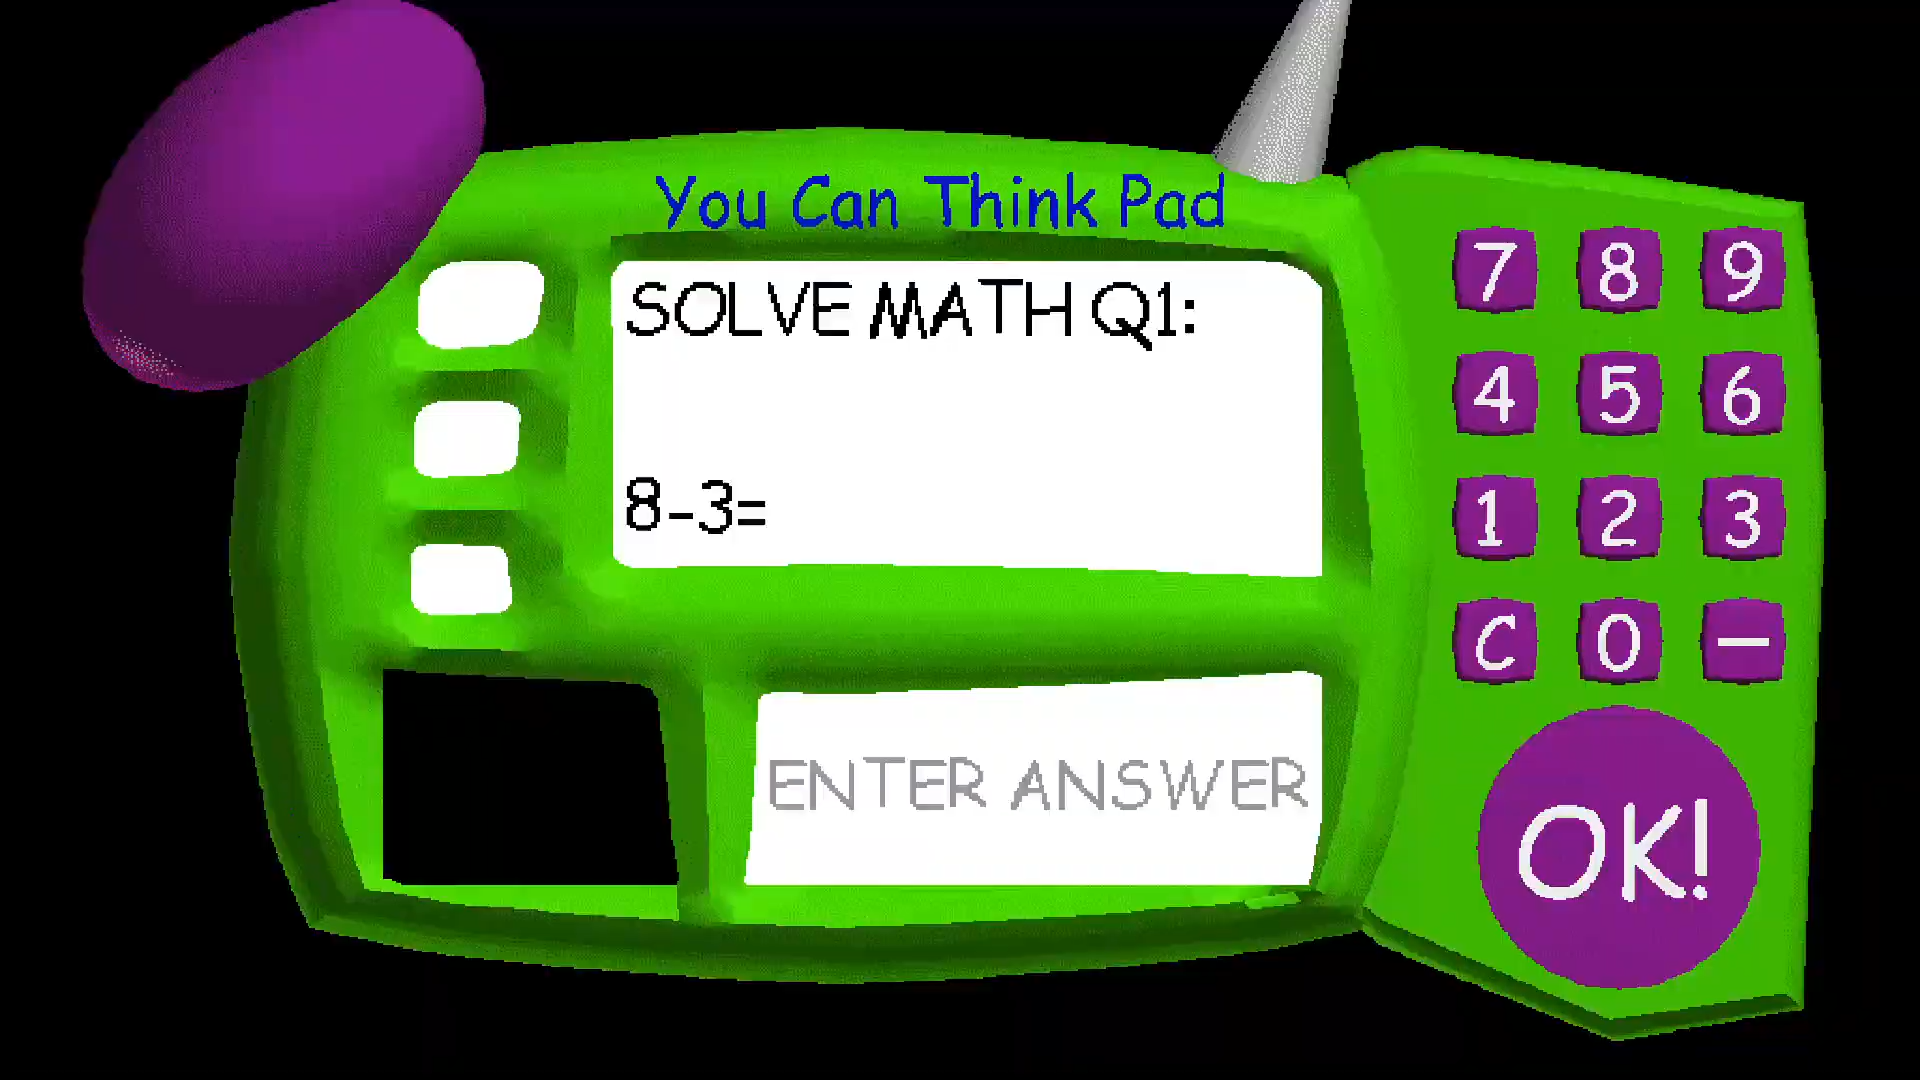 You Can Think Pad
SOLVE MATH Q1:
8-3=
7 8 9
4 5 6
1 2 3
C 0 −
ENTER ANSWER
OK!